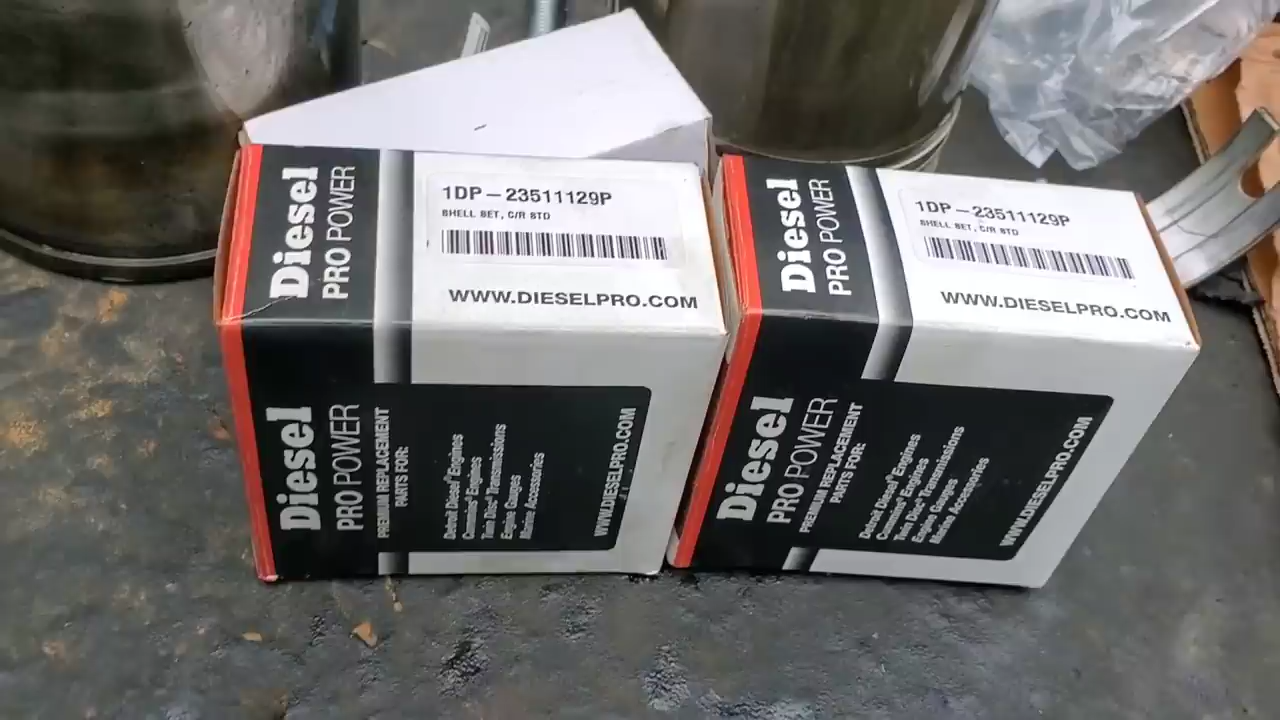 Diesel
PRO POWER
1DP-23511129P
SHELL SET, C/R STD
WWW.DIESELPRO.COM
Diesel
PRO POWER
PREMIUM REPLACEMENT
PARTS FOR:
Detroit Diesel® Engines
Cummins® Engines
Twin Disc® Transmissions
Engine Gauges
Marine Accessories
WWW.DIESELPRO.COM
Diesel
PRO POWER
1DP-23511129P
SHELL SET, C/R STD
WWW.DIESELPRO.COM
Diesel
PRO POWER
PREMIUM REPLACEMENT
PARTS FOR:
Detroit Diesel® Engines
Cummins® Engines
Twin Disc® Transmissions
Engine Gauges
Marine Accessories
WWW.DIESELPRO.COM